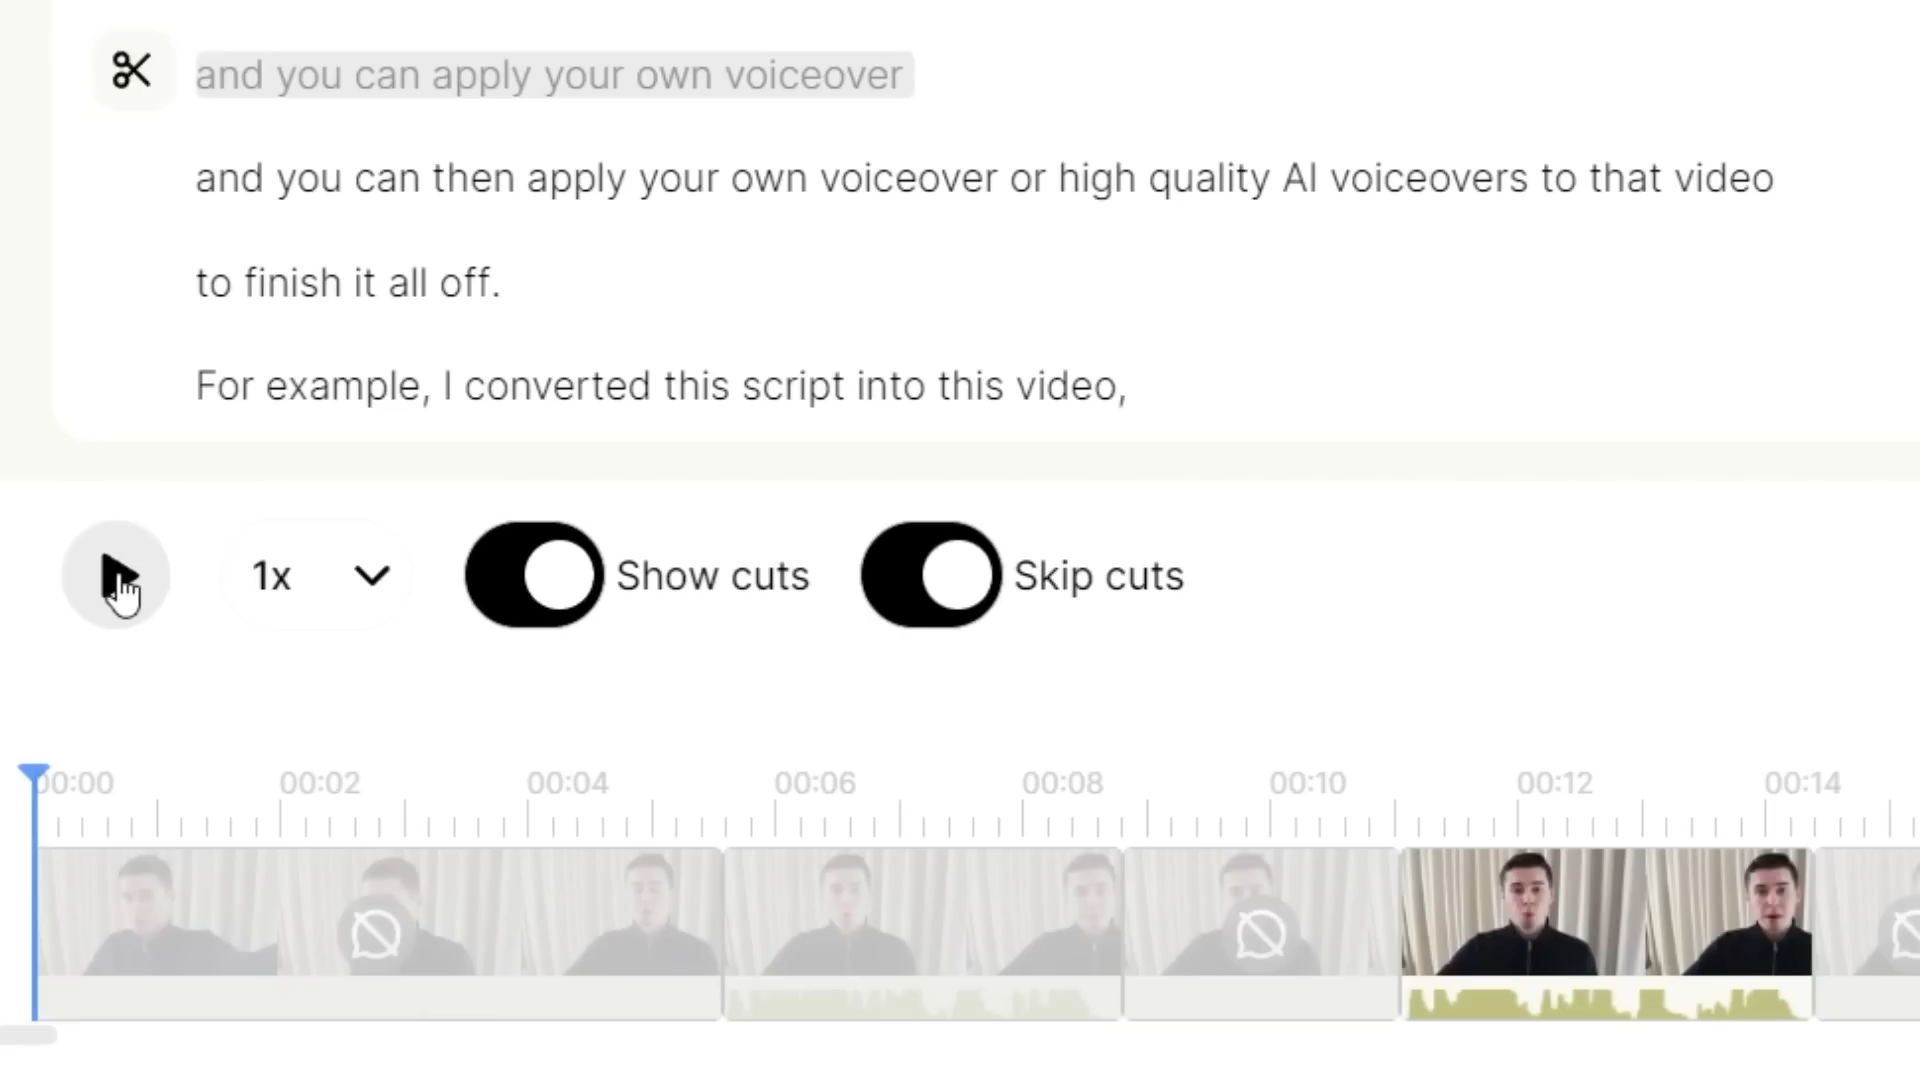 and you can apply your own voiceover
and you can then apply your own voiceover or high quality AI voiceovers to that video
to finish it all off.
For example, I converted this script into this video,
1x
Show cuts
Skip cuts
00:00 00:02 00:04 00:06 00:08 00:10 00:12 00:14